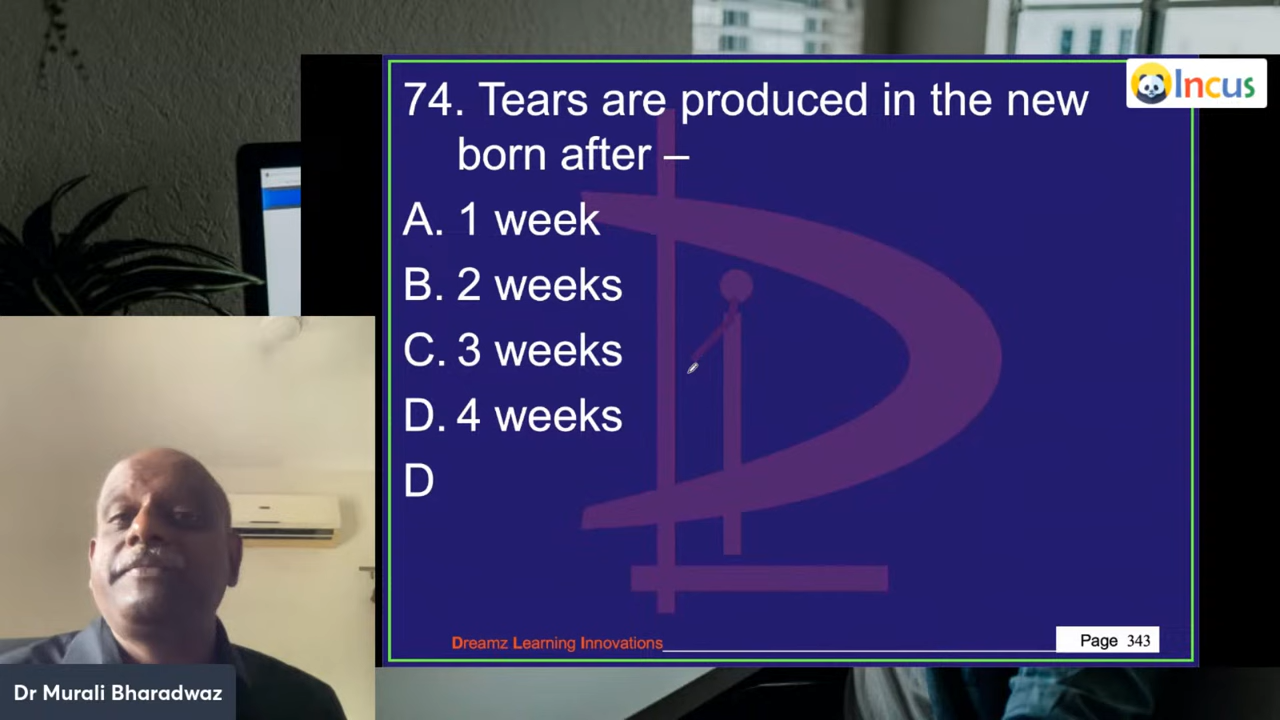 Incus
74. Tears are produced in the new
born after –
A. 1 week
B. 2 weeks
C. 3 weeks
D. 4 weeks
D
Dreamz Learning Innovations
Page 343
Dr Murali Bharadwaz